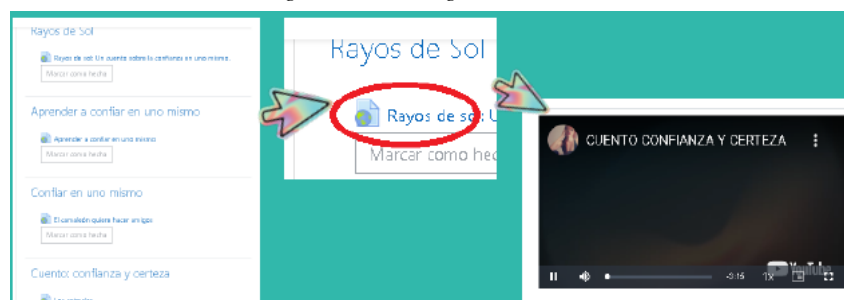 Rayos de Sol
Rayos de sol: Un cuento sobre la confianza en uno mismo.
Marcar como hecha
Aprender a confiar en uno mismo
Aprender a confiar en uno mismo
Marcar como hecha
Confiar en uno mismo
El camaleón quiere hacer amigos
Marcar como hecha
Cuento: confianza y certeza
Rayos de Sol
Rayos de sol: U
Marcar como hec
CUENTO CONFIANZA Y CERTEZA
1x
YouTube